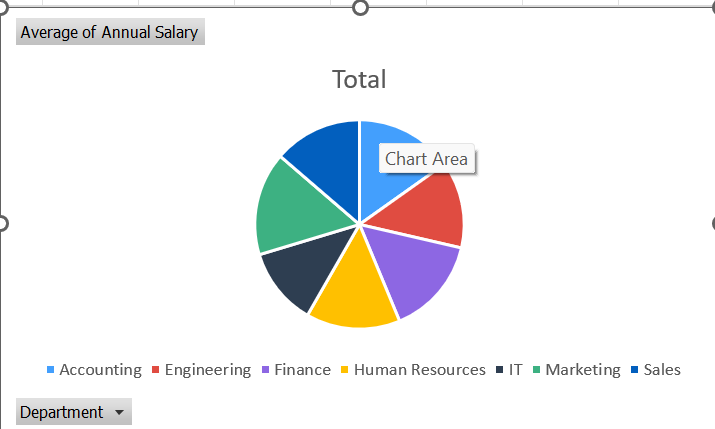 Average of Annual Salary
Total
Chart Area
Accounting Engineering Finance Human Resources IT Marketing Sales
Department